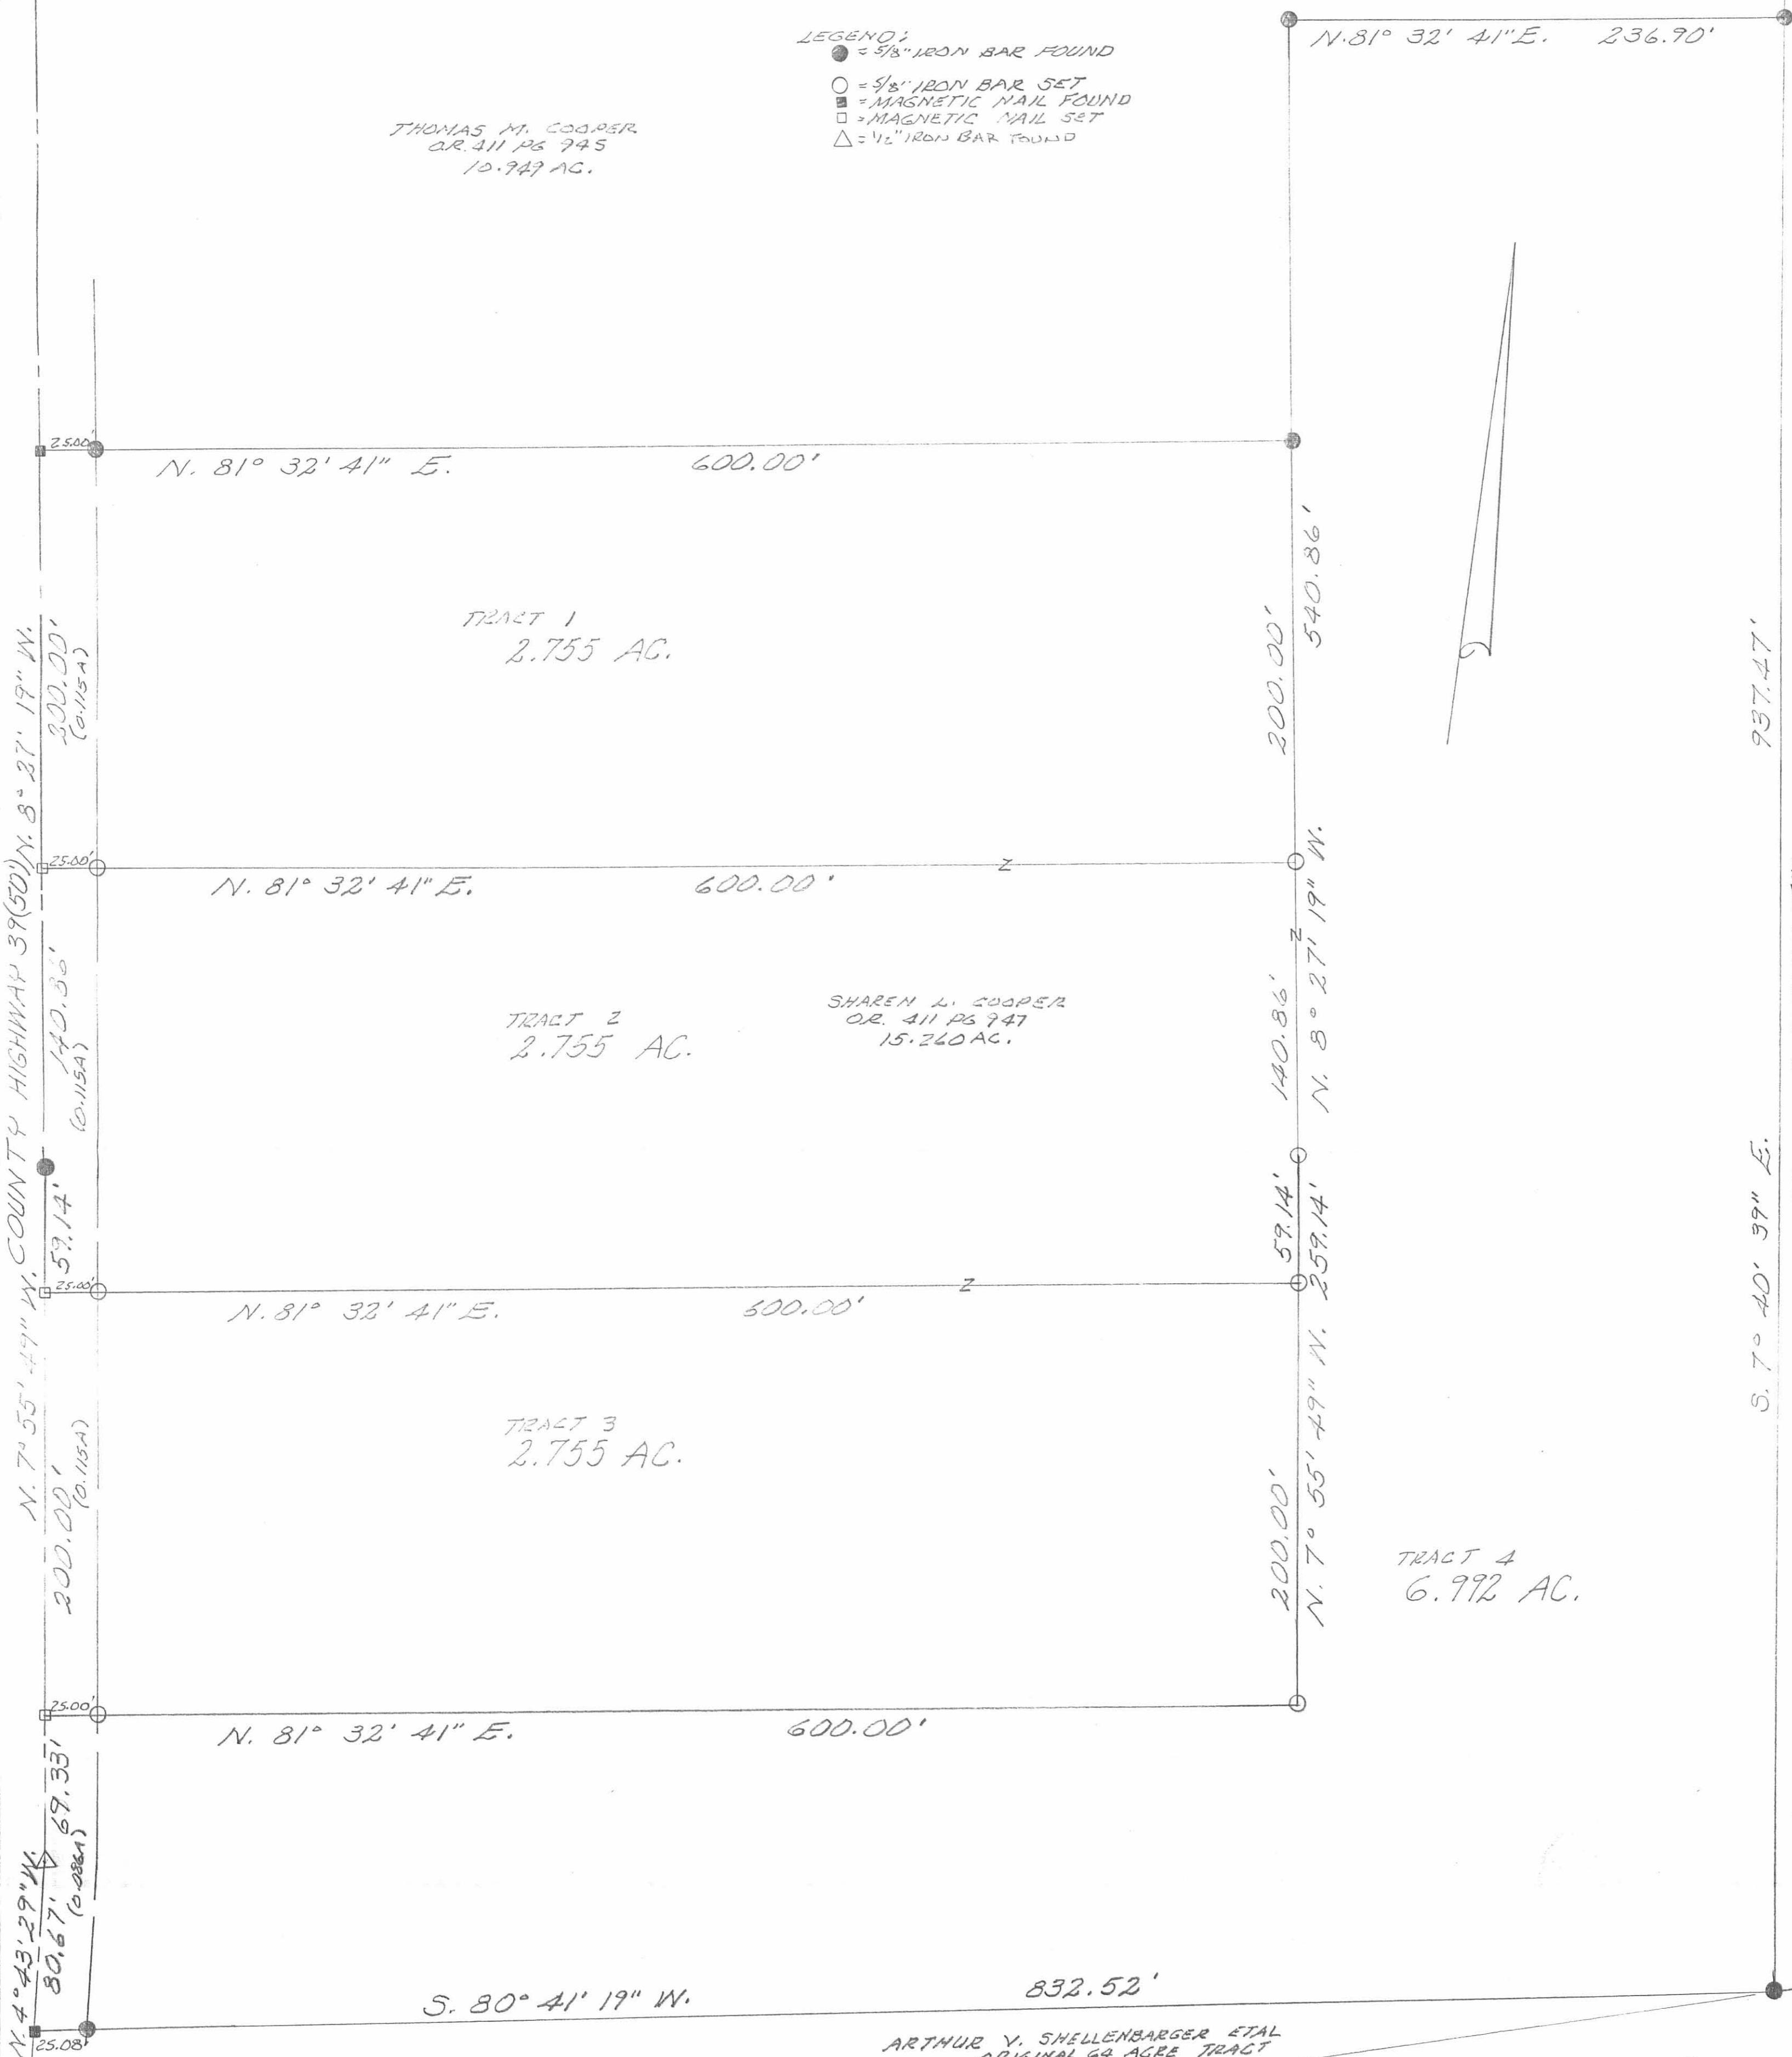 LEGEND:
● = 5/8" IRON BAR FOUND
○ = 5/8" IRON BAR SET
■ = MAGNETIC NAIL FOUND
□ = MAGNETIC NAIL SET
△ = 1/2" IRON BAR FOUND
N. 81° 32' 41" E. 236.90'
THOMAS M. COOPER
O.R. 411 PG 945
10.949 AC.
25.00'
N. 81° 32' 41" E. 600.00'
TRACT 1
2.755 AC.
N. 8° 27' 19" W.
200.00'
(0.115A)
200.00'
540.86'
937.47'
25.00'
N. 81° 32' 41" E. 600.00'
Z
Z
N. 8° 27' 19" W.
COUNTY HIGHWAY 39(50')
140.86'
(0.115A)
TRACT 2
2.755 AC.
SHAREN L. COOPER
O.R. 411 PG 947
15.260 AC.
140.86'
59.14'
59.14'
259.14'
25.00'
N. 81° 32' 41" E. 600.00'
Z
S. 7° 40' 39" E.
N. 7° 55' 49" W.
200.00'
(0.115A)
TRACT 3
2.755 AC.
200.00'
N. 7° 55' 49" W.
TRACT 4
6.992 AC.
25.00'
N. 81° 32' 41" E. 600.00'
69.33'
N. 4° 43' 29" W.
80.67'
(0.086A)
S. 80° 41' 19" W. 832.52'
25.08'
ARTHUR V. SHELLENBARGER ETAL
ORIGINAL 64 ACRE TRACT